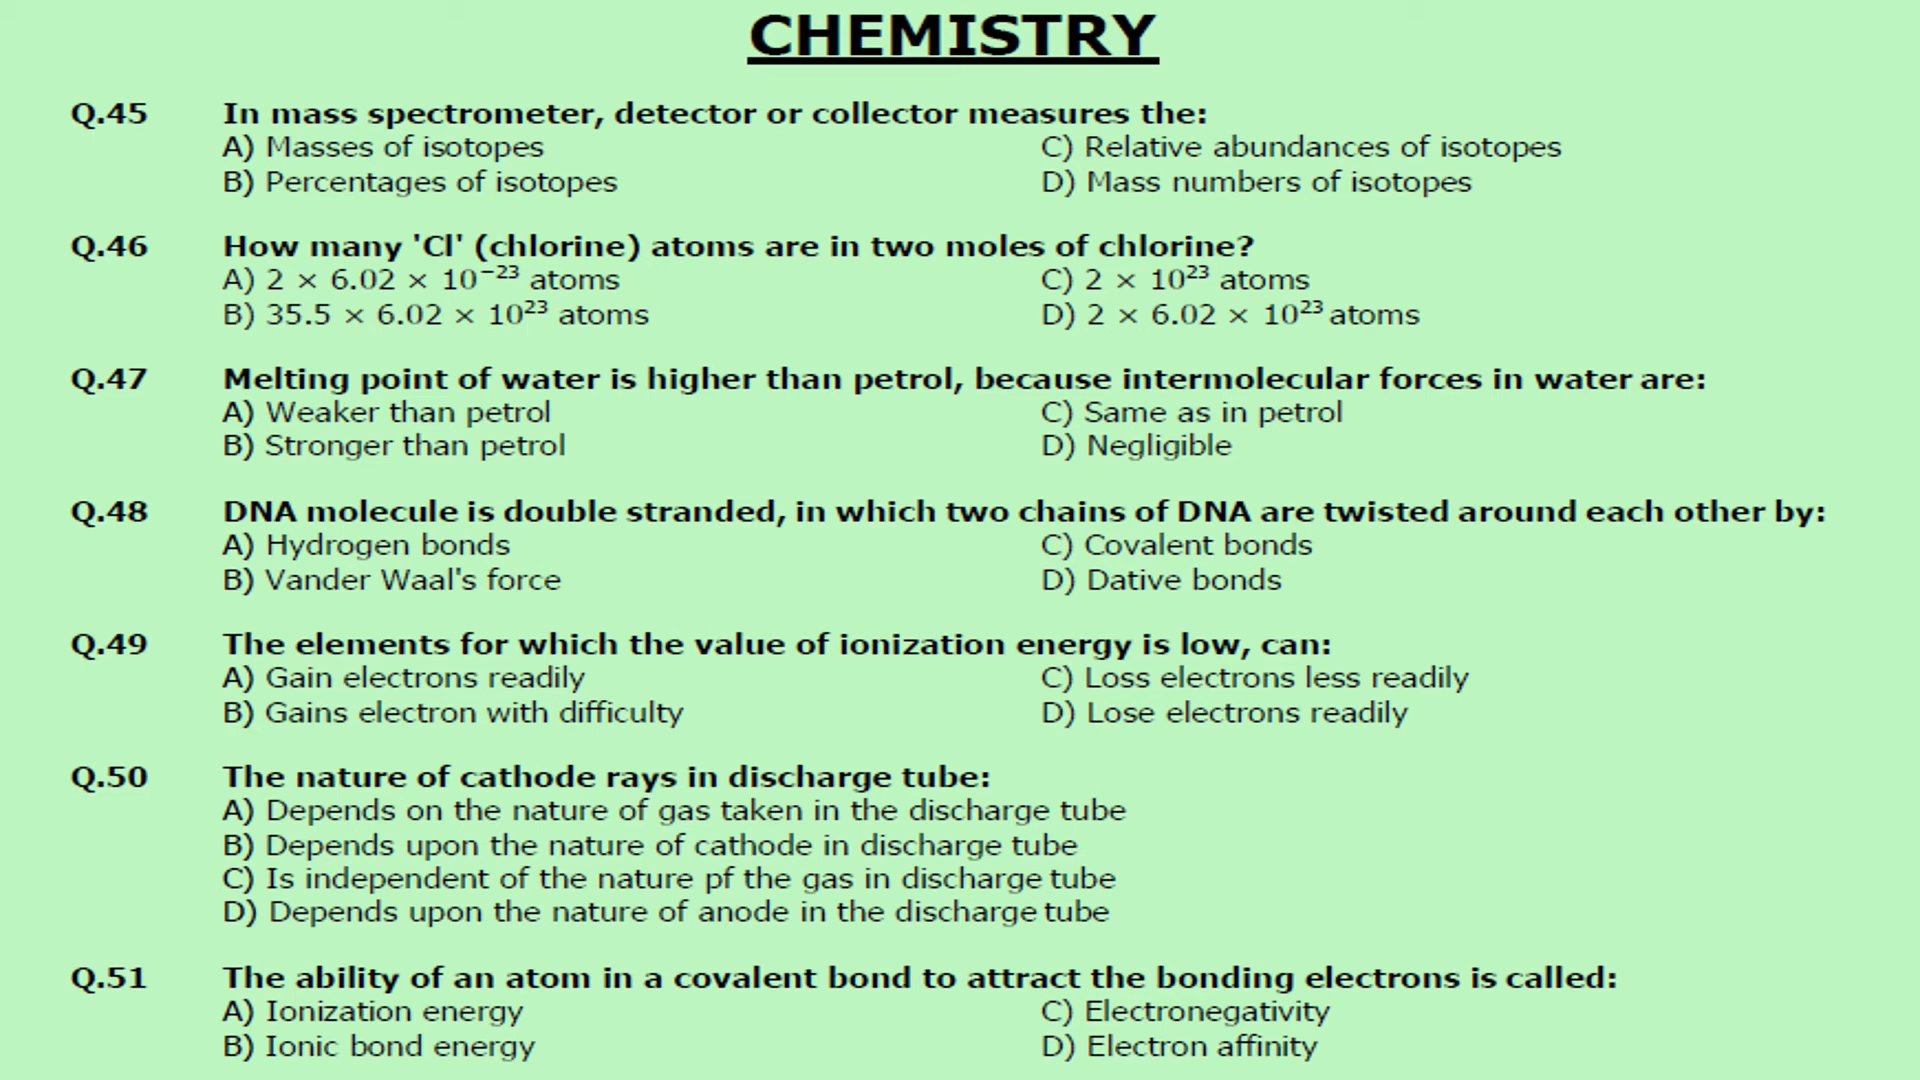 CHEMISTRY
Q.45 In mass spectrometer, detector or collector measures the:
A) Masses of isotopes C) Relative abundances of isotopes
B) Percentages of isotopes D) Mass numbers of isotopes
Q.46 How many 'Cl' (chlorine) atoms are in two moles of chlorine?
A) 2 × 6.02 × 10⁻²³ atoms C) 2 × 10²³ atoms
B) 35.5 × 6.02 × 10²³ atoms D) 2 × 6.02 × 10²³ atoms
Q.47 Melting point of water is higher than petrol, because intermolecular forces in water are:
A) Weaker than petrol C) Same as in petrol
B) Stronger than petrol D) Negligible
Q.48 DNA molecule is double stranded, in which two chains of DNA are twisted around each other by:
A) Hydrogen bonds C) Covalent bonds
B) Vander Waal's force D) Dative bonds
Q.49 The elements for which the value of ionization energy is low, can:
A) Gain electrons readily C) Loss electrons less readily
B) Gains electron with difficulty D) Lose electrons readily
Q.50 The nature of cathode rays in discharge tube:
A) Depends on the nature of gas taken in the discharge tube
B) Depends upon the nature of cathode in discharge tube
C) Is independent of the nature pf the gas in discharge tube
D) Depends upon the nature of anode in the discharge tube
Q.51 The ability of an atom in a covalent bond to attract the bonding electrons is called:
A) Ionization energy C) Electronegativity
B) Ionic bond energy D) Electron affinity